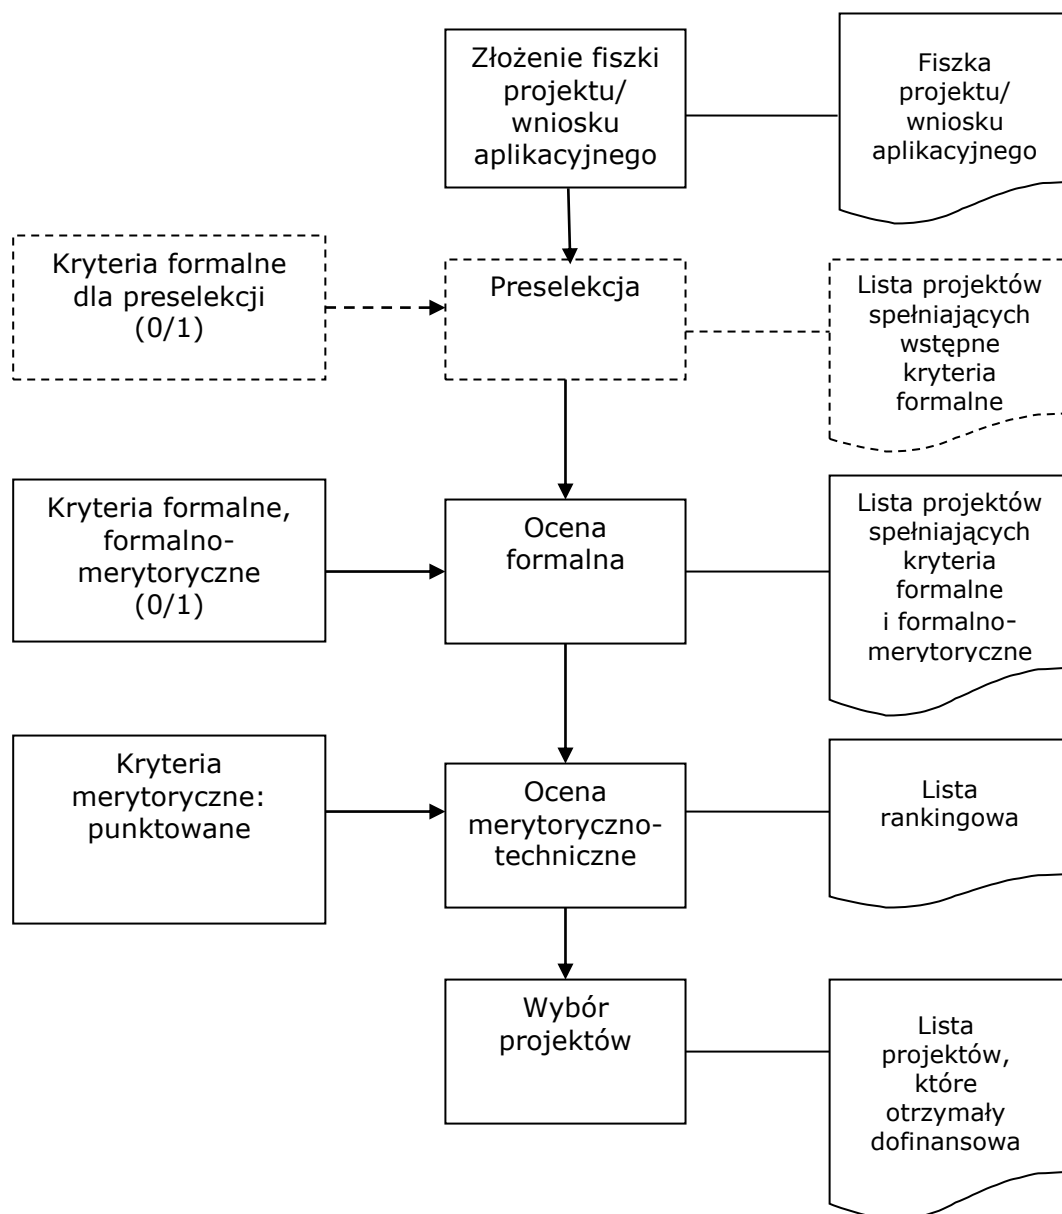 Złożenie fiszki
projektu/
wniosku
aplikacyjnego
Fiszka
projektu/
wniosku
aplikacyjnego
Kryteria formalne
dla preselekcji
(0/1)
Preselekcja
Lista projektów
spełniających
wstępne
kryteria
formalne
Kryteria formalne,
formalno-
merytoryczne
(0/1)
Ocena
formalna
Lista projektów
spełniających
kryteria
formalne
i formalno-
merytoryczne
Kryteria
merytoryczne:
punktowane
Ocena
merytoryczno-
techniczne
Lista
rankingowa
Wybór
projektów
Lista
projektów,
które
otrzymały
dofinansowa